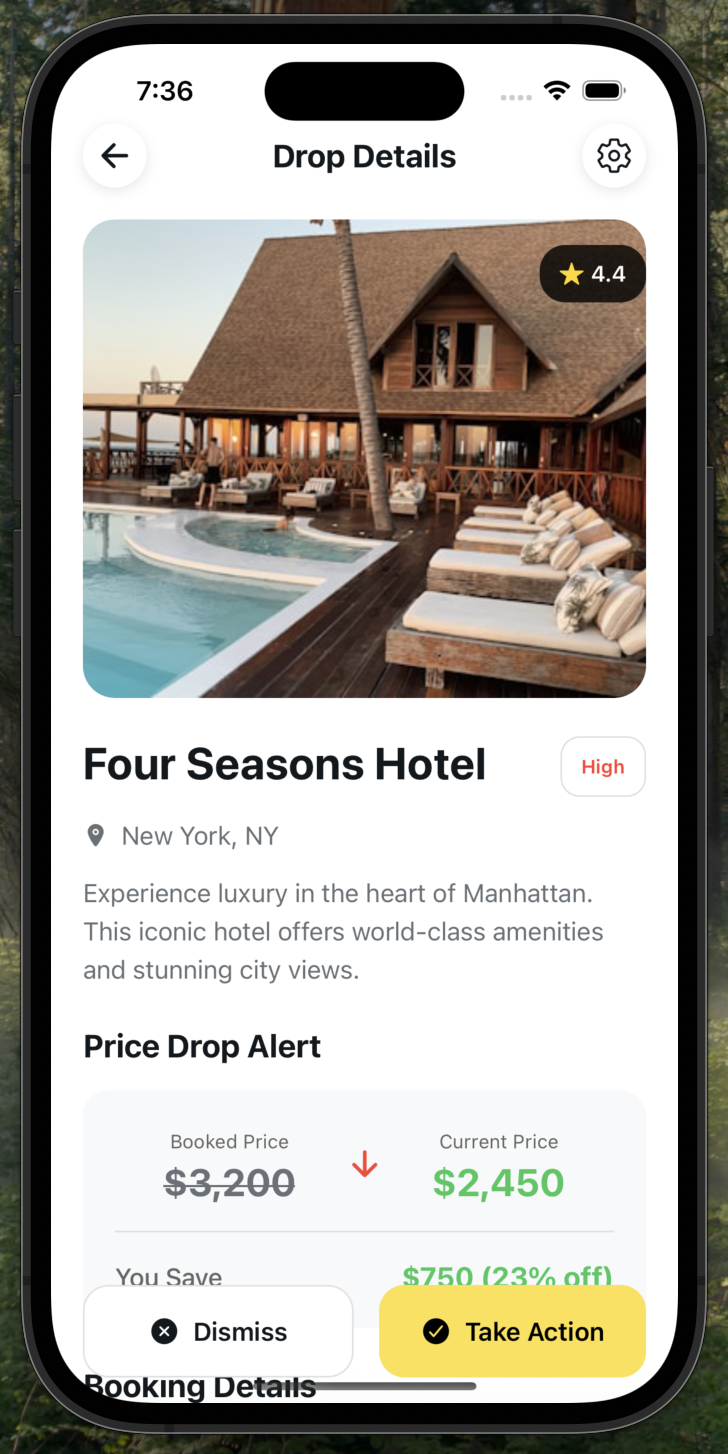 7:36
Drop Details
4.4
Four Seasons Hotel
High
New York, NY
Experience luxury in the heart of Manhattan.
This iconic hotel offers world-class amenities
and stunning city views.
Price Drop Alert
Booked Price
Current Price
$3,200
$2,450
You Save
$750 (23% off)
Dismiss
Take Action
Booking Details